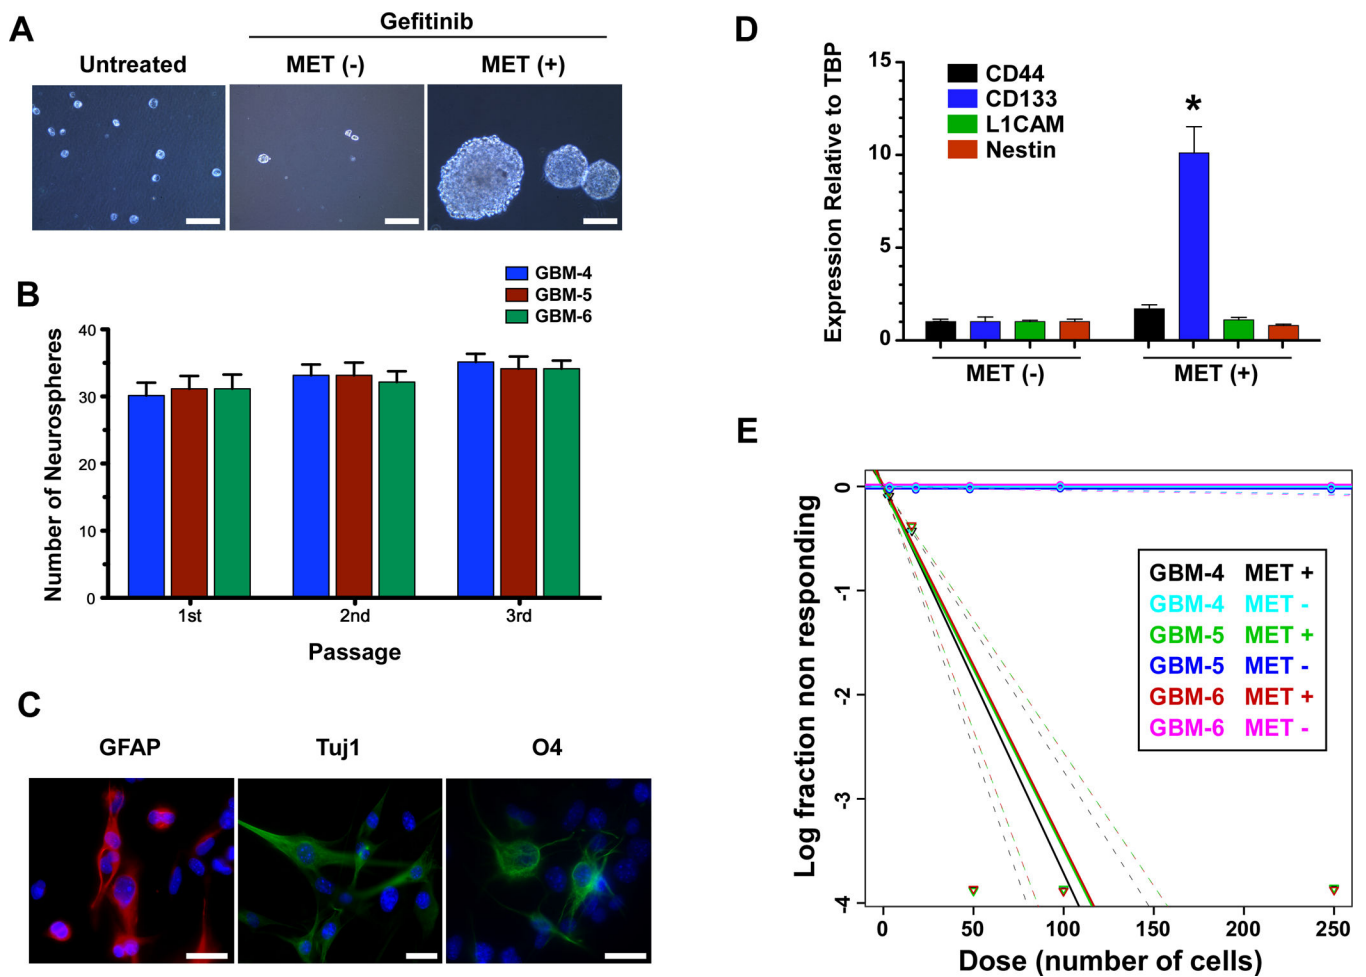 A
Gefitinib
Untreated
MET (-)
MET (+)
B
GBM-4
GBM-5
GBM-6
Number of Neurospheres
40
30
20
10
0
1st
2nd
3rd
Passage
C
GFAP
Tuj1
O4
D
Expression Relative to TBP
15
10
5
0
CD44
CD133
L1CAM
Nestin
*
MET (-)
MET (+)
E
Log fraction non responding
0
-1
-2
-3
-4
GBM-4 MET +
GBM-4 MET -
GBM-5 MET +
GBM-5 MET -
GBM-6 MET +
GBM-6 MET -
0
50
100
150
200
250
Dose (number of cells)